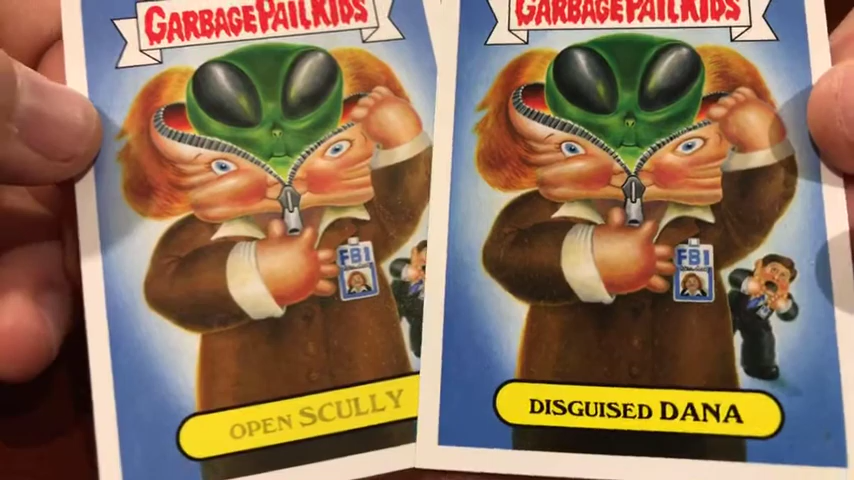 GARBAGE PAIL KIDS
GARBAGE PAIL KIDS
FBI
FBI
OPEN SCULLY
DISGUISED DANA